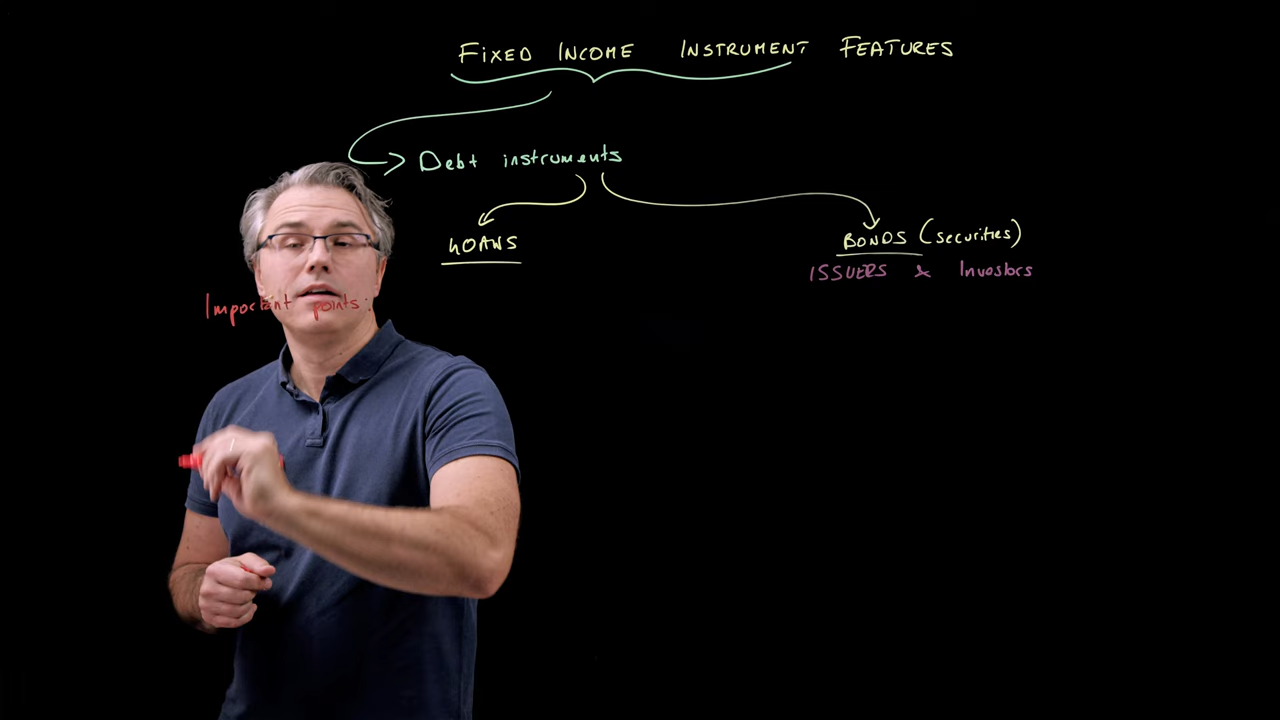 FIXED INCOME INSTRUMENT FEATURES
Debt instruments
LOANS
BONDS (securities)
ISSUERS & Investors
Important points: